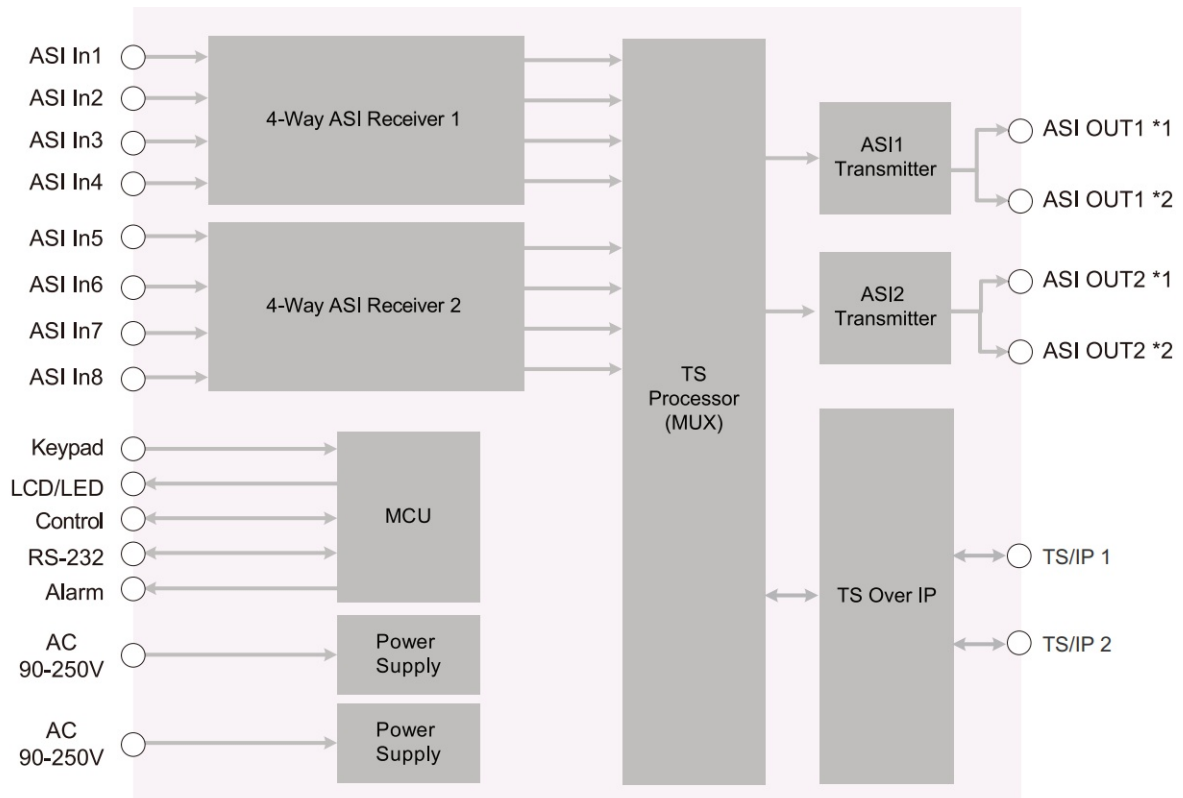 ASI In1
ASI In2
ASI In3
ASI In4
4-Way ASI Receiver 1
ASI In5
ASI In6
ASI In7
ASI In8
4-Way ASI Receiver 2
Keypad
LCD/LED
Control
RS-232
Alarm
MCU
AC
90-250V
Power
Supply
AC
90-250V
Power
Supply
TS
Processor
(MUX)
ASI1
Transmitter
ASI OUT1 *1
ASI OUT1 *2
ASI2
Transmitter
ASI OUT2 *1
ASI OUT2 *2
TS Over IP
TS/IP 1
TS/IP 2